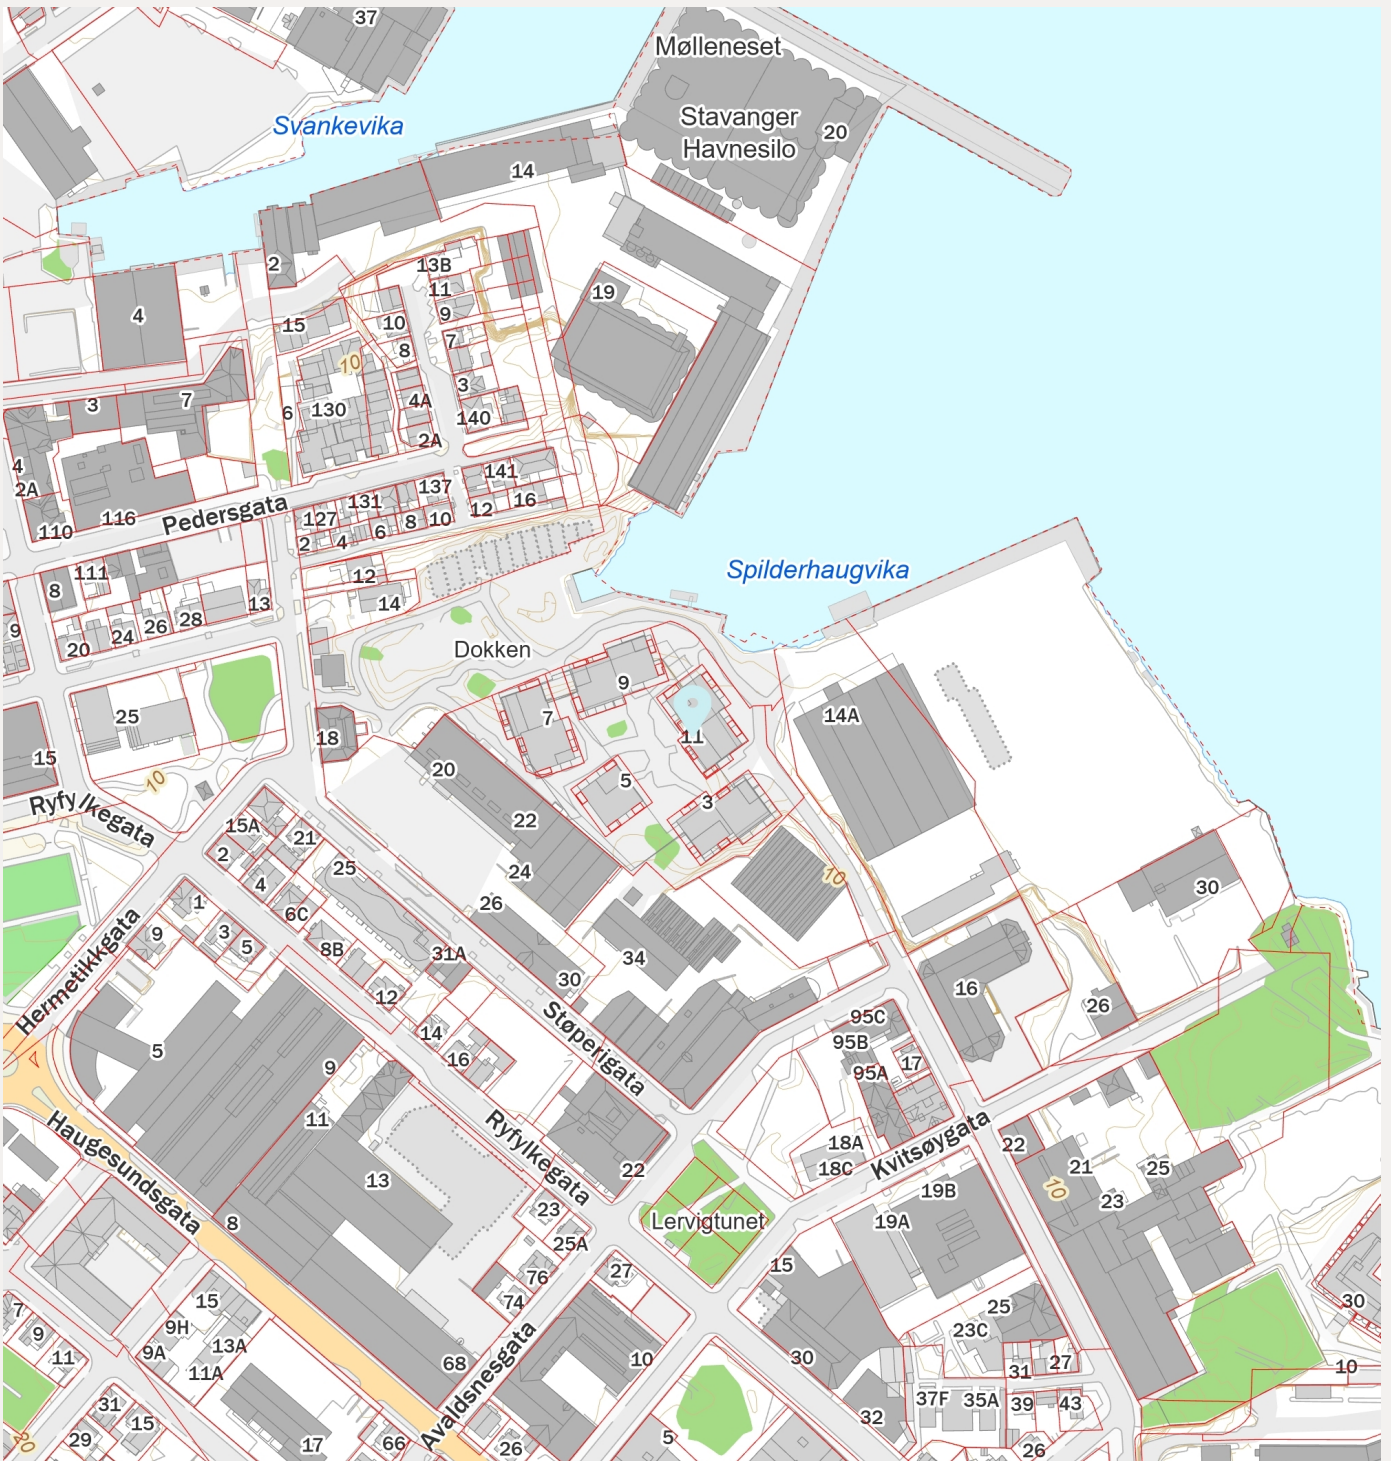 37
Mølleneset
Stavanger
Havnesilo
20
Svankevika
14
2
13B
11
9
7
3
140
19
4
15
10
8
10
4A
2A
6
130
3
7
4
2A
110
116
Pedersgata
141
12
16
137
131
127
2
4
6
8
10
12
14
111
8
9
20
24
26
28
13
Spilderhaugvika
Dokken
9
7
11
5
3
14A
25
15
18
10
Ryfylkegata
20
22
24
26
30
34
10
30
15A
21
2
4
25
6C
8B
31A
12
14
16
1
3
5
9
Hermetikkgata
Støperigata
16
26
95C
95B
95A
17
5
9
11
13
Ryfylkegata
22
18A
18C
Kvitsøygata
22
21
25
23
10
19B
19A
Haugesundsgata
8
23
25A
27
76
74
68
Lervigtunet
15
30
32
10
Avaldsnesgata
15
9H
9A
13A
11A
7
9
11
31
15
29
20
17
66
26
5
25
23C
31
27
37F
35A
39
43
26
30
10